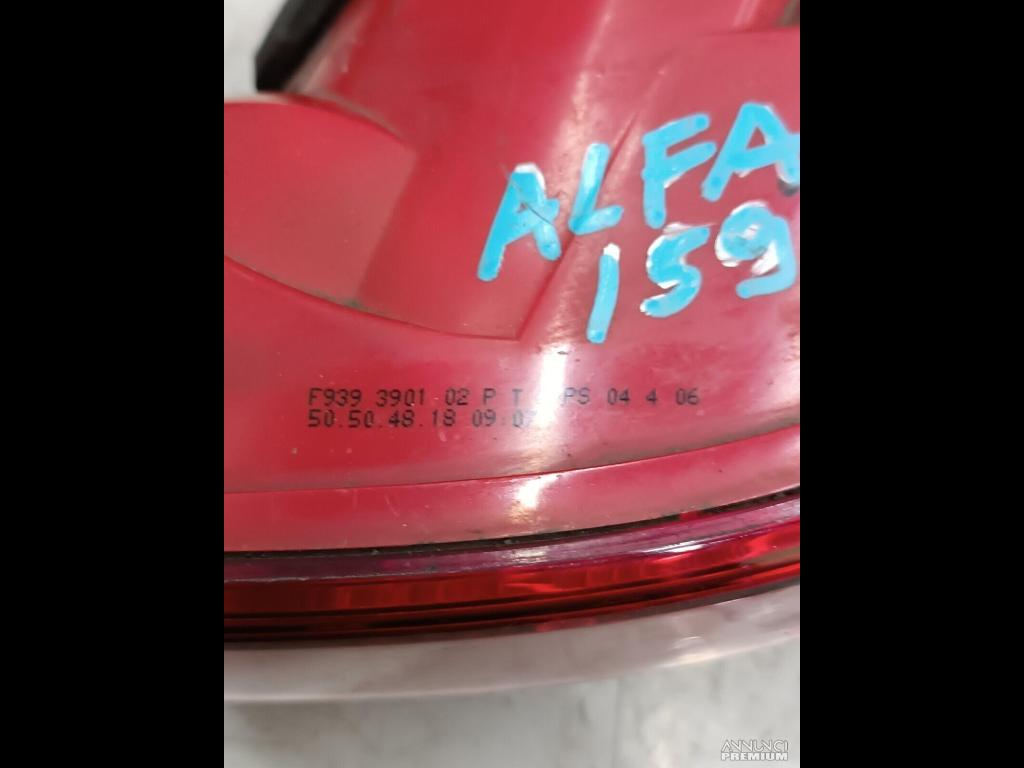 ALFA
159
F939 3901 02 P T PS 04 4 06
50.50.48.18 09:07
ANNUNCI
PREMIUM